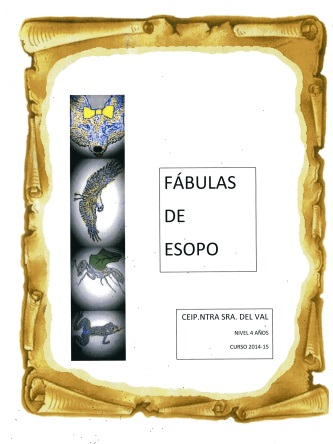 FÁBULAS
DE
ESOPO
CEIP.NTRA SRA. DEL VAL
NIVEL 4 AÑOS
CURSO 2014-15